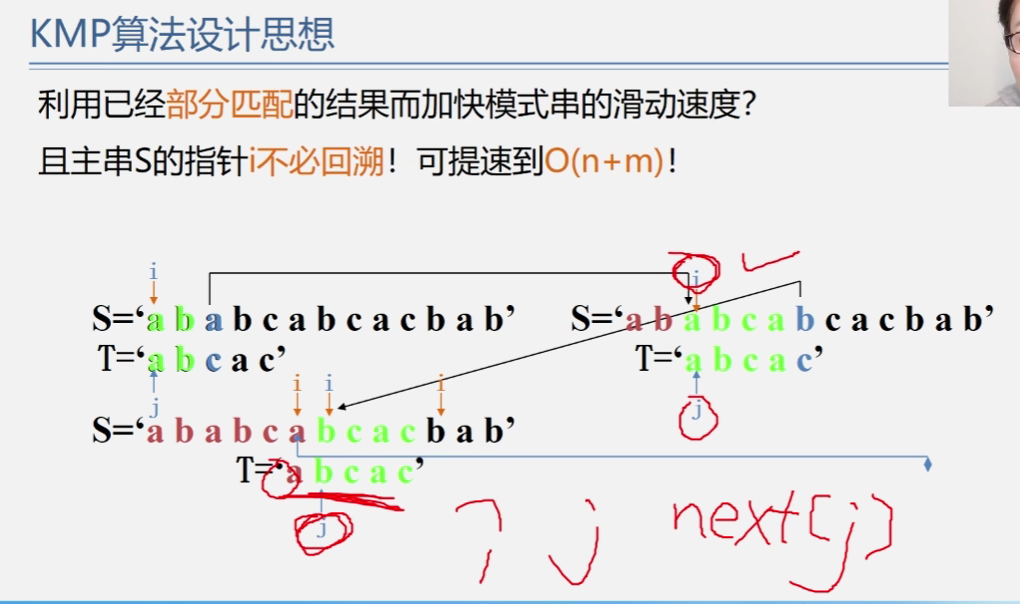 KMP算法设计思想
利用已经部分匹配的结果而加快模式串的滑动速度?
且主串S的指针i不必回溯! 可提速到O(n+m)!
i
S=‘a b a b c a b c a c b a b’
T=‘a b c a c’
j
i
S=‘a b a b c a b c a c b a b’
T=‘a b c a c’
j
i i i
S=‘a b a b c a b c a c b a b’
T=‘a b c a c’
j
j next[j]